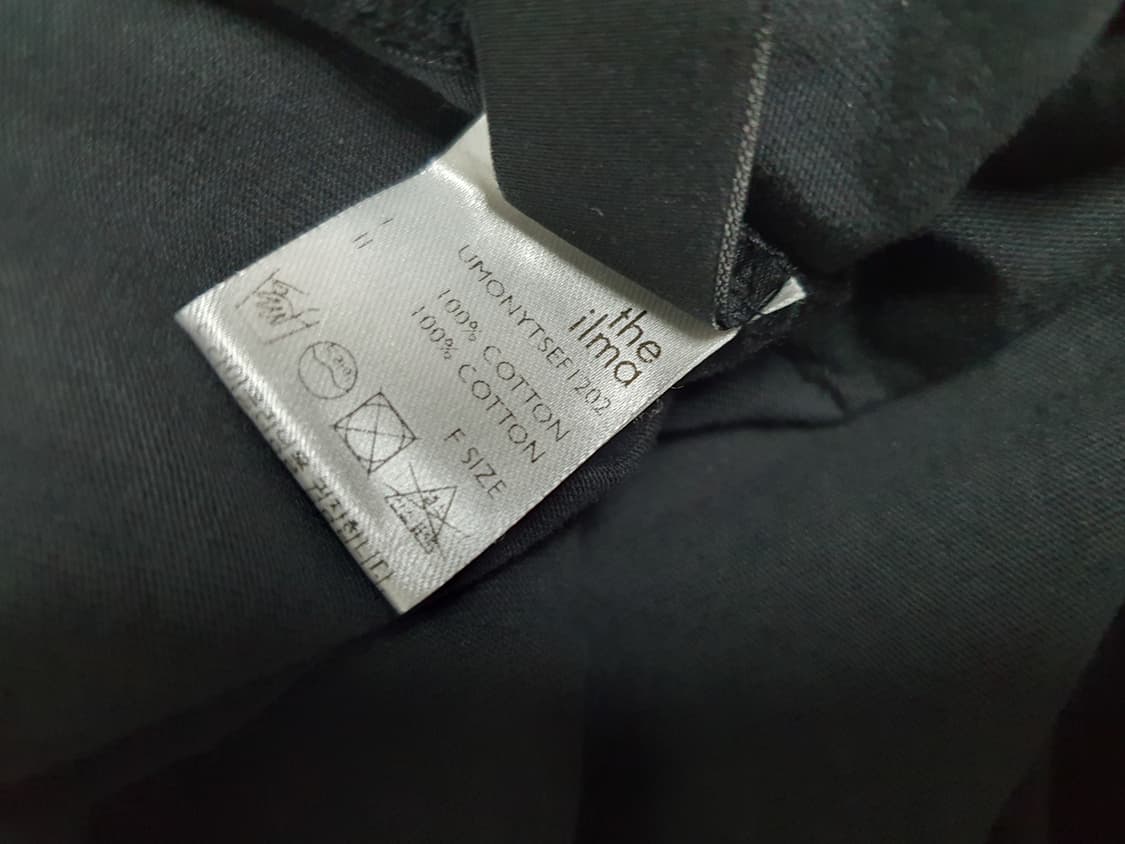 the
ilma
UMONYTSEF1202
100% COTTON
100% COTTON
F SIZE